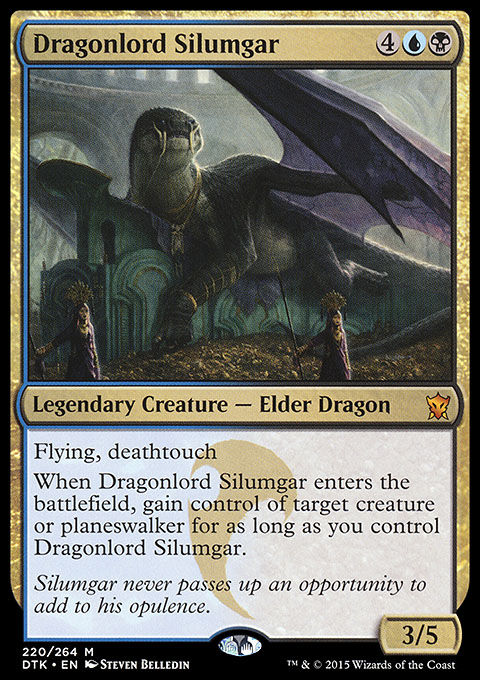 Dragonlord Silumgar 4
Legendary Creature — Elder Dragon
Flying, deathtouch
When Dragonlord Silumgar enters the
battlefield, gain control of target creature
or planeswalker for as long as you control
Dragonlord Silumgar.
Silumgar never passes up an opportunity to
add to his opulence.
3/5
220/264 M
DTK • EN Steven Belledin
™ & © 2015 Wizards of the Coast